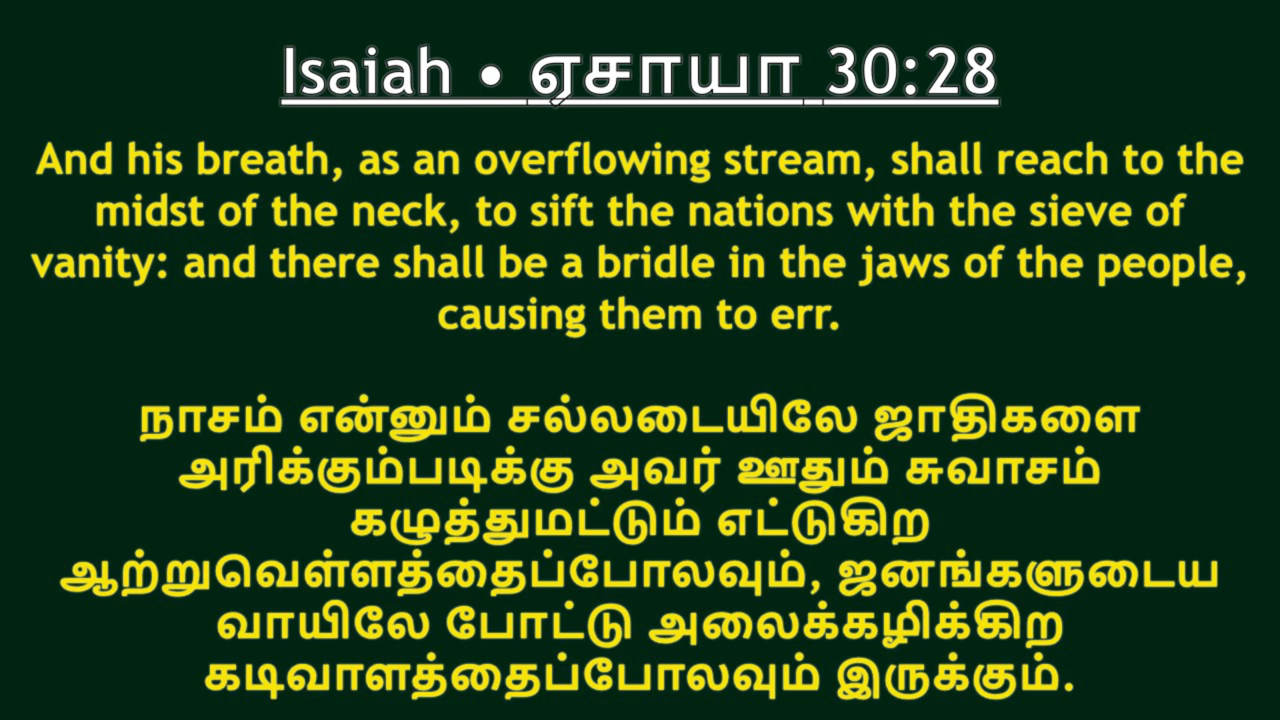 Isaiah • ஏசாயா 30:28
And his breath, as an overflowing stream, shall reach to the
midst of the neck, to sift the nations with the sieve of
vanity: and there shall be a bridle in the jaws of the people,
causing them to err.
நாசம் என்னும் சல்லடையிலே ஜாதிகளை
அரிக்கும்படிக்கு அவர் ஊதும் சுவாசம்
கழுத்துமட்டும் எட்டுகிற
ஆற்றுவெள்ளத்தைப்போலவும், ஜனங்களுடைய
வாயிலே போட்டு அலைக்கழிக்கிற
கடிவாளத்தைப்போலவும் இருக்கும்.